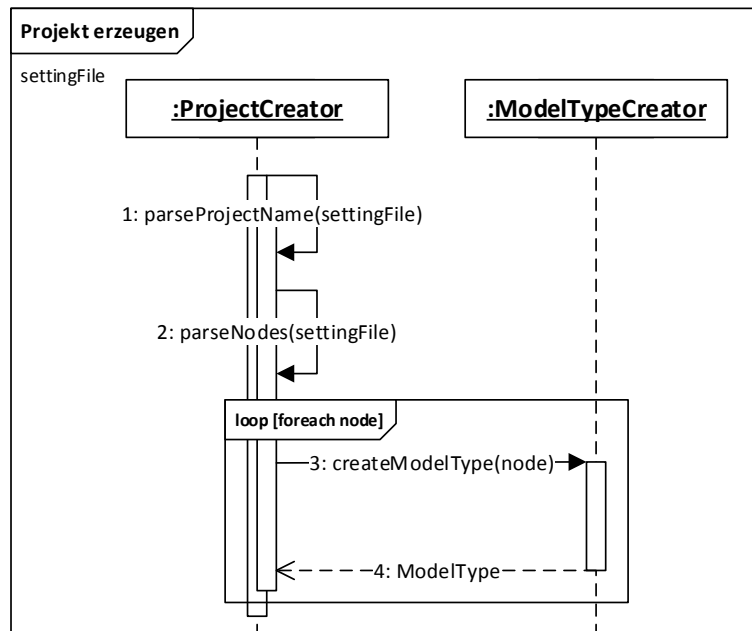 Projekt erzeugen
settingFile
:ProjectCreator
:ModelTypeCreator
1: parseProjectName(settingFile)
2: parseNodes(settingFile)
loop [foreach node]
3: createModelType(node)
4: ModelType